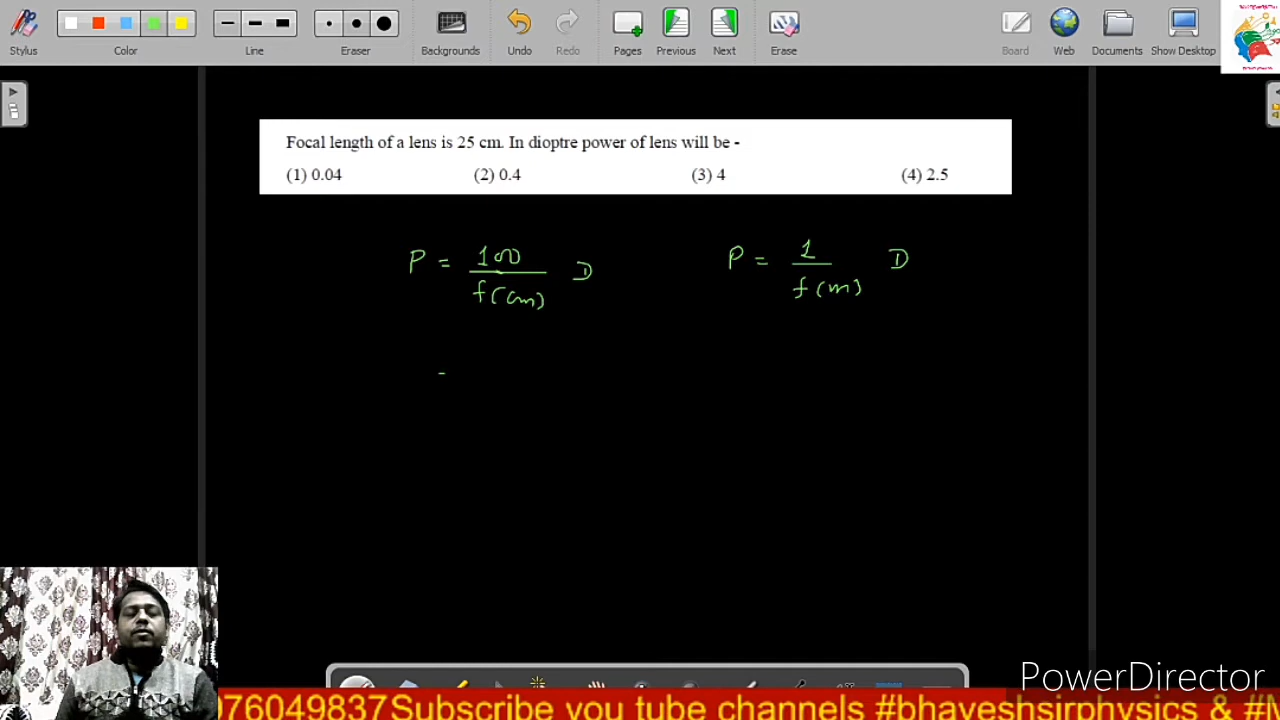 Stylus
Color
Line
Eraser
Backgrounds
Undo
Redo
Pages
Previous
Next
Erase
Board
Web
Documents
Show Desktop
Focal length of a lens is 25 cm. In dioptre power of lens will be -
(1) 0.04 (2) 0.4 (3) 4 (4) 2.5
P = 100 / f(cm) D
P = 1 / f(m) D
PowerDirector
076049837Subscribe you tube channels #bhaveshsirphysics & #M